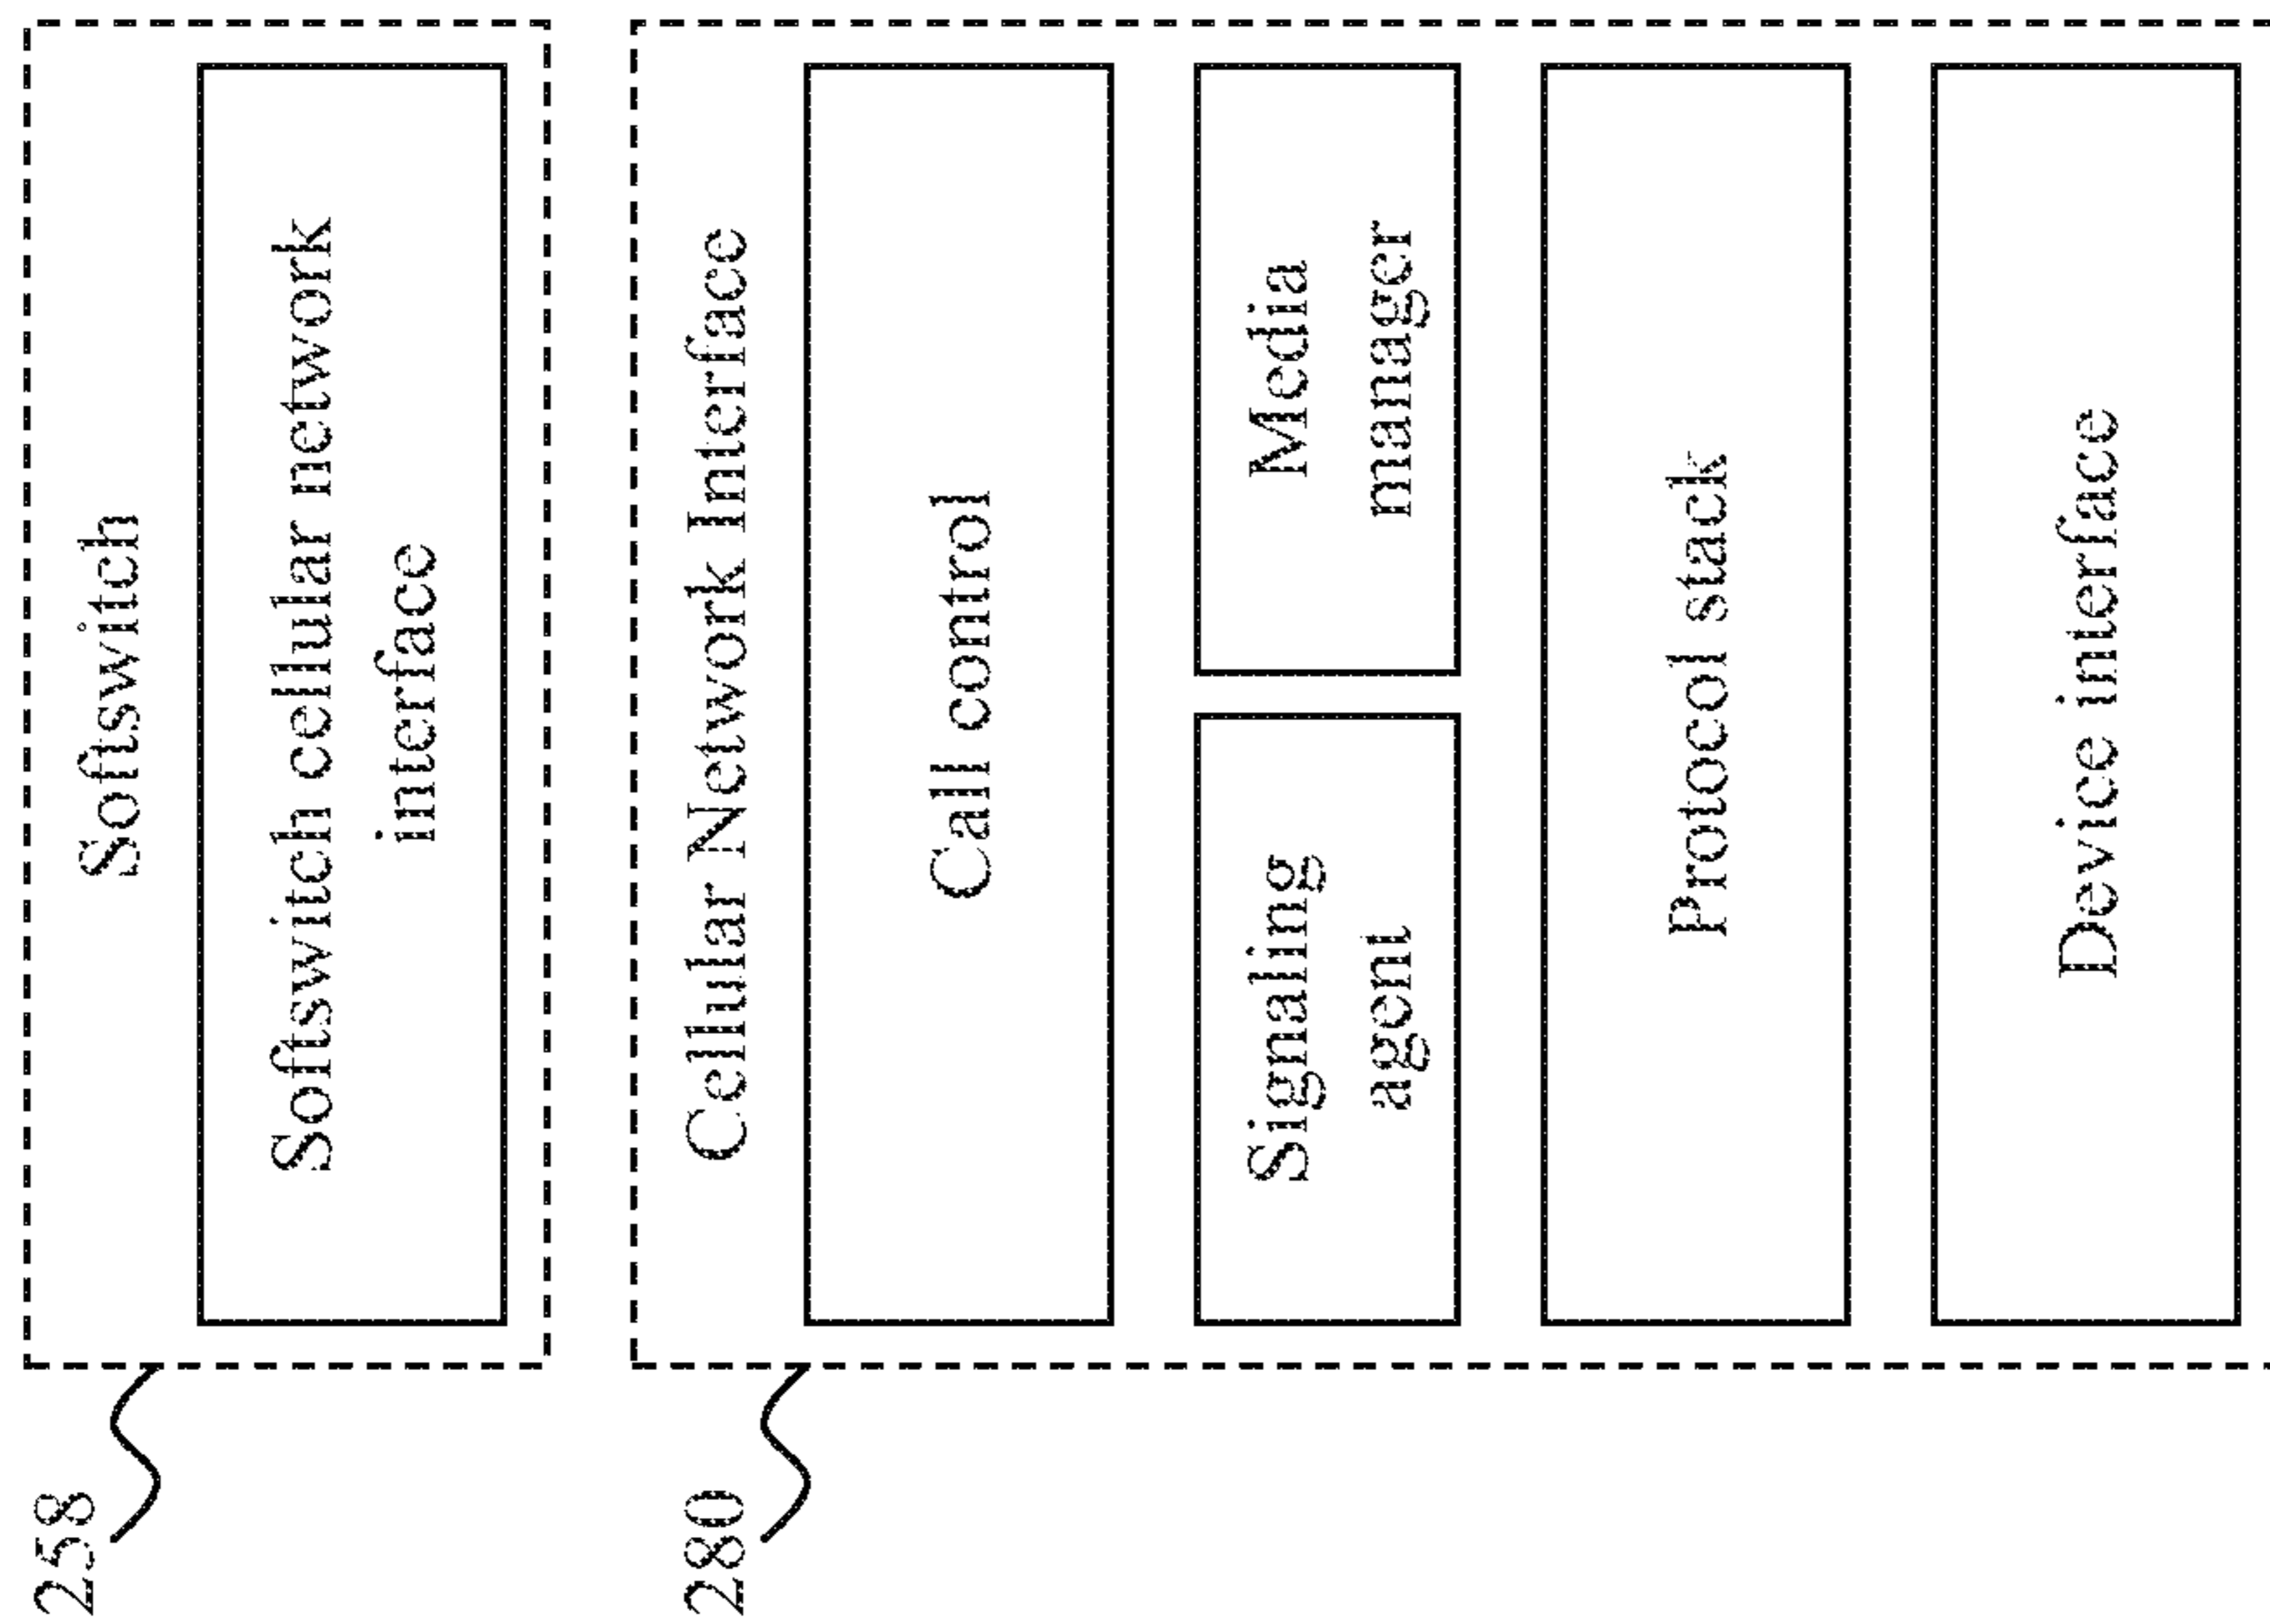 258
Softswitch
Softswitch cellular network
interface
280
Cellular Network Interface
Call control
Signaling
agent
Media
manager
Protocol stack
Device interface